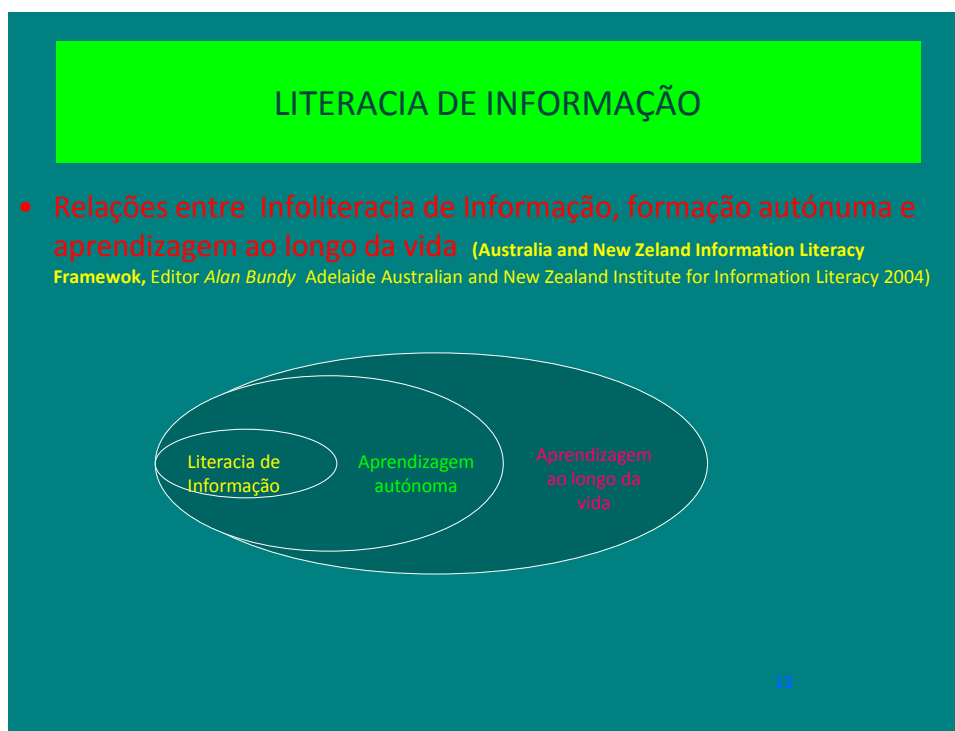 LITERACIA DE INFORMAÇÃO
• Relações entre Infoliteracia de Informação, formação autónuma e
aprendizagem ao longo da vida (Australia and New Zeland Information Literacy
Framewok, Editor Alan Bundy Adelaide Australian and New Zealand Institute for Information Literacy 2004)
Literacia de
Informação
Aprendizagem
autónoma
Aprendizagem
ao longo da
vida
13